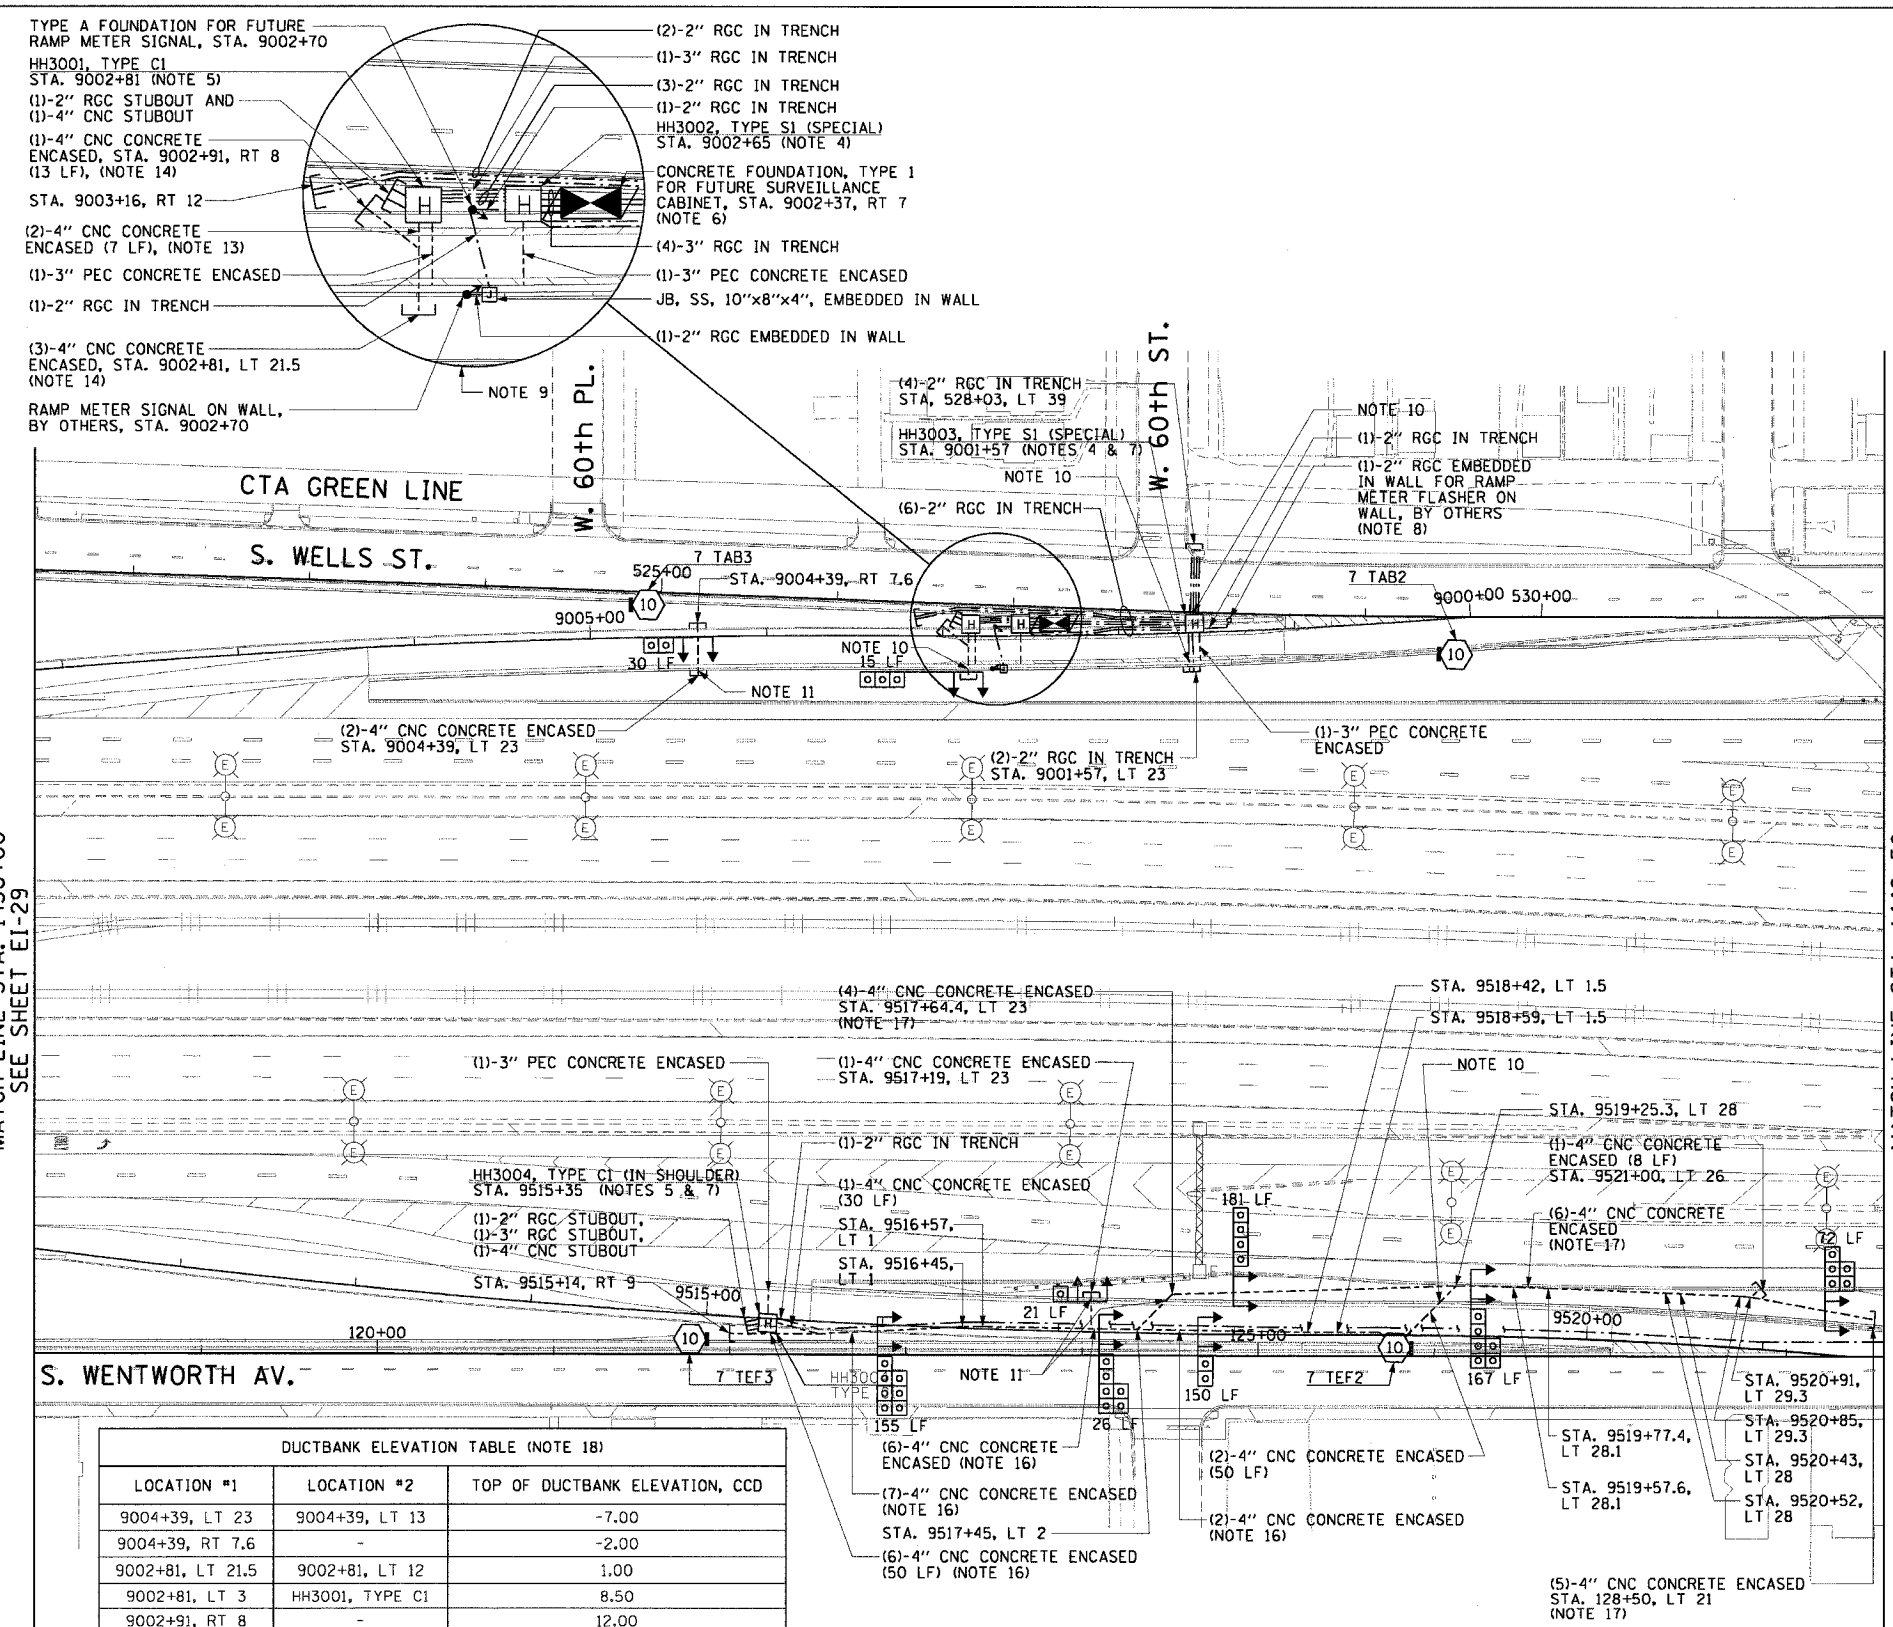 TYPE A FOUNDATION FOR FUTURE
RAMP METER SIGNAL, STA. 9002+70
HH3001, TYPE C1
STA. 9002+81 (NOTE 5)
(1)-2" RGC STUBOUT AND
(1)-4" CNC STUBOUT
(1)-4" CNC CONCRETE
ENCASED, STA. 9002+91, RT 8
(13 LF), (NOTE 14)
STA. 9003+16, RT 12
(2)-4" CNC CONCRETE
ENCASED (7 LF), (NOTE 13)
(1)-3" PEC CONCRETE ENCASED
(1)-2" RGC IN TRENCH
(3)-4" CNC CONCRETE
ENCASED, STA. 9002+81, LT 21.5
(NOTE 14)
RAMP METER SIGNAL ON WALL,
BY OTHERS, STA. 9002+70
H
H
J
(2)-2" RGC IN TRENCH
(1)-3" RGC IN TRENCH
(3)-2" RGC IN TRENCH
(1)-2" RGC IN TRENCH
HH3002, TYPE S1 (SPECIAL)
STA. 9002+65 (NOTE 4)
CONCRETE FOUNDATION, TYPE 1
FOR FUTURE SURVEILLANCE
CABINET, STA. 9002+37, RT 7
(NOTE 6)
(4)-3" RGC IN TRENCH
(1)-3" PEC CONCRETE ENCASED
JB, SS, 10"x8"x4", EMBEDDED IN WALL
(1)-2" RGC EMBEDDED IN WALL
NOTE 9
W. 60th PL.
W. 60th ST.
(4)-2" RGC IN TRENCH
STA. 528+03, LT 39
HH3003, TYPE S1 (SPECIAL)
STA. 9001+57 (NOTES 4 & 7)
NOTE 10
(6)-2" RGC IN TRENCH
NOTE 10
(1)-2" RGC IN TRENCH
(1)-2" RGC EMBEDDED
IN WALL FOR RAMP
METER FLASHER ON
WALL, BY OTHERS
(NOTE 8)
CTA GREEN LINE
S. WELLS ST.
7 TAB3
525+00
STA. 9004+39, RT 7.6
10
9005+00
30 LF
NOTE 10
15 LF
H
H
H
7 TAB2
9000+00 530+00
10
NOTE 11
(2)-4" CNC CONCRETE ENCASED
STA. 9004+39, LT 23
(2)-2" RGC IN TRENCH
STA. 9001+57, LT 23
(1)-3" PEC CONCRETE
ENCASED
E
E
E
E
E
E
E
E
E
E
SEE SHEET EI-29
(4)-4" CNC CONCRETE ENCASED
STA. 9517+64.4, LT 23
(NOTE 17)
STA. 9518+42, LT 1.5
STA. 9518+59, LT 1.5
(1)-3" PEC CONCRETE ENCASED
(1)-4" CNC CONCRETE ENCASED
STA. 9517+19, LT 23
NOTE 10
E
E
E
E
E
E
E
E
E
STA. 9519+25.3, LT 28
(1)-2" RGC IN TRENCH
(1)-4" CNC CONCRETE
ENCASED (8 LF)
STA. 9521+00, LT 26
HH3004, TYPE C1 (IN SHOULDER)
STA. 9515+35 (NOTES 5 & 7)
(1)-4" CNC CONCRETE ENCASED
(30 LF)
181 LF
(1)-2" RGC STUBOUT,
(1)-3" RGC STUBOUT,
(1)-4" CNC STUBOUT
STA. 9516+57,
LT 1
(6)-4" CNC CONCRETE
ENCASED
(NOTE 17)
72 LF
STA. 9516+45,
LT 1
STA. 9515+14, RT 9
9515+00
21 LF
H
120+00
10
125+00
10
9520+00
S. WENTWORTH AV.
7 TEF3
TYPE
NOTE 11
7 TEF2
155 LF
26 LF
150 LF
167 LF
STA. 9520+91,
LT 29.3
STA. 9520+85,
LT 29.3
STA. 9519+77.4,
LT 28.1
STA. 9520+43,
LT 28
STA. 9519+57.6,
LT 28.1
STA. 9520+52,
LT 28
(6)-4" CNC CONCRETE
ENCASED (NOTE 16)
(2)-4" CNC CONCRETE ENCASED
(50 LF)
(7)-4" CNC CONCRETE ENCASED
(NOTE 16)
(2)-4" CNC CONCRETE ENCASED
(NOTE 16)
STA. 9517+45, LT 2
(6)-4" CNC CONCRETE ENCASED
(50 LF) (NOTE 16)
(5)-4" CNC CONCRETE ENCASED
STA. 128+50, LT 21
(NOTE 17)
DUCTBANK ELEVATION TABLE (NOTE 18)
LOCATION #1 LOCATION #2 TOP OF DUCTBANK ELEVATION, CCD
9004+39, LT 23 9004+39, LT 13 -7.00
9004+39, RT 7.6 - -2.00
9002+81, LT 21.5 9002+81, LT 12 1.00
9002+81, LT 3 HH3001, TYPE C1 8.50
9002+91, RT 8 - 12.00